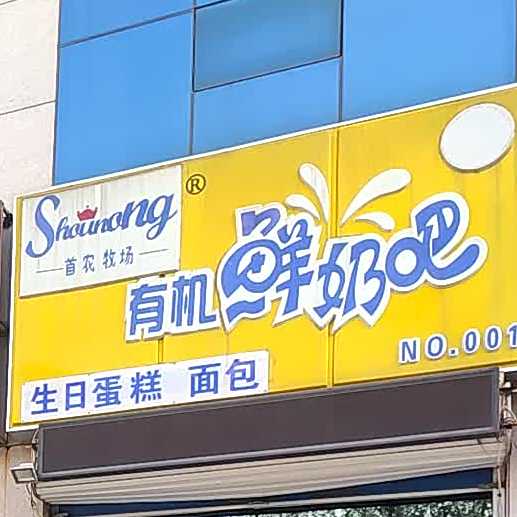 Shounong ®
首农牧场
有机鲜奶吧
NO.001
生日蛋糕 面包